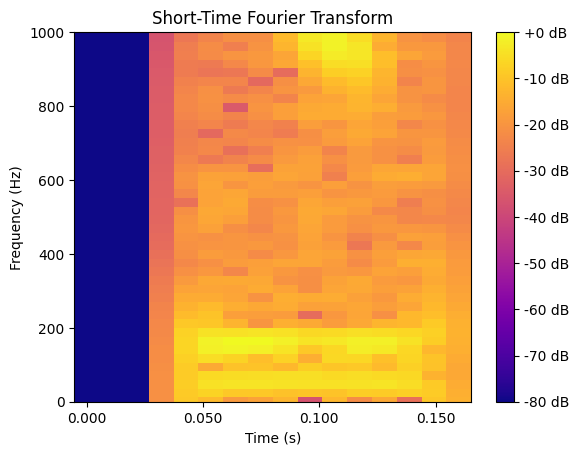 Short-Time Fourier Transform
Frequency (Hz)
1000
800
600
400
200
0
0.000
0.050
0.100
0.150
Time (s)
+0 dB
-10 dB
-20 dB
-30 dB
-40 dB
-50 dB
-60 dB
-70 dB
-80 dB